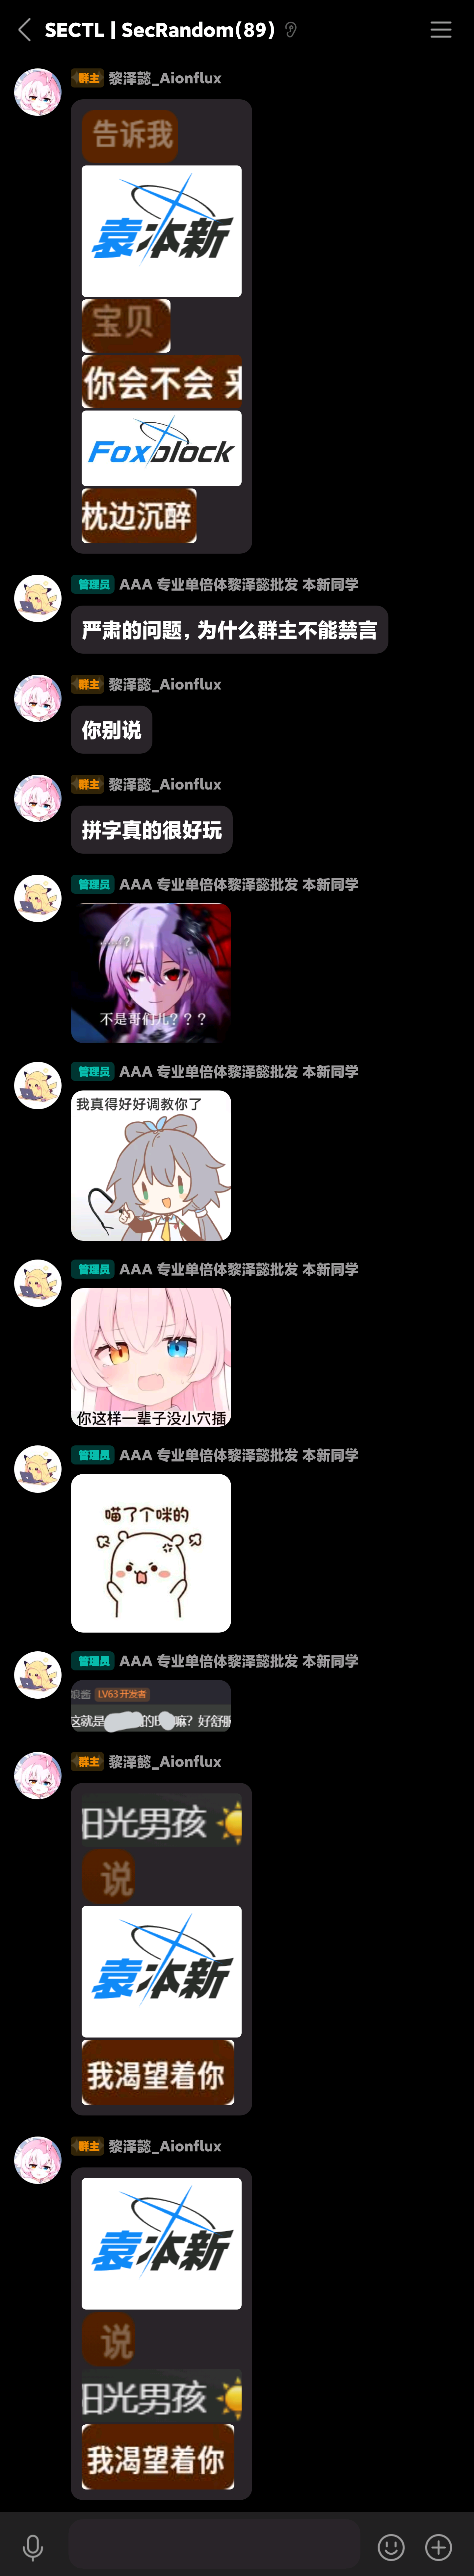 SECTL | SecRandom(89)
群主 黎泽懿_Aionflux
告诉我
袁本新
宝贝
你会不会 来
Foxblock
枕边沉醉
管理员 AAA 专业单倍体黎泽懿批发 本新同学
严肃的问题，为什么群主不能禁言
群主 黎泽懿_Aionflux
你别说
群主 黎泽懿_Aionflux
拼字真的很好玩
管理员 AAA 专业单倍体黎泽懿批发 本新同学
不是哥们儿？？？
管理员 AAA 专业单倍体黎泽懿批发 本新同学
我真得好好调教你了
管理员 AAA 专业单倍体黎泽懿批发 本新同学
你这样一辈子没小穴插
管理员 AAA 专业单倍体黎泽懿批发 本新同学
喵了个咪的
管理员 AAA 专业单倍体黎泽懿批发 本新同学
LV63 开发者
这就是 的 嘛？好舒
群主 黎泽懿_Aionflux
阳光男孩
说
袁本新
我渴望着你
群主 黎泽懿_Aionflux
袁本新
说
阳光男孩
我渴望着你